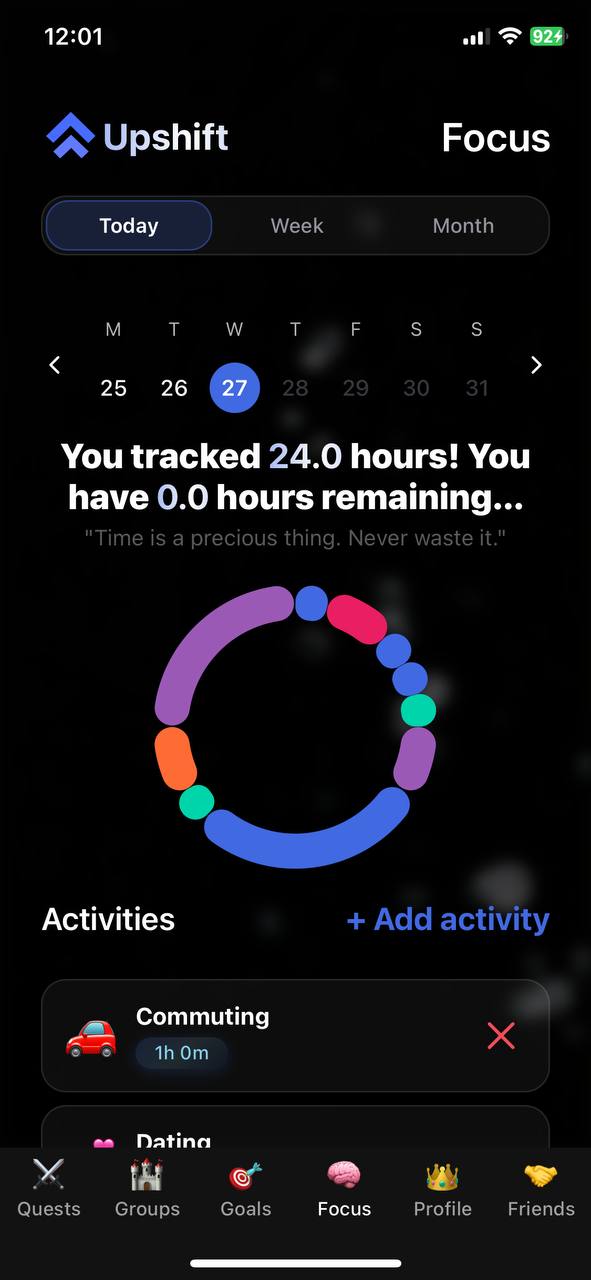 12:01
92
Upshift
Focus
Today Week Month
M T W T F S S
25 26 27 28 29 30 31
You tracked 24.0 hours! You
have 0.0 hours remaining...
"Time is a precious thing. Never waste it."
Activities
+ Add activity
Commuting
1h 0m
Dating
Quests Groups Goals Focus Profile Friends